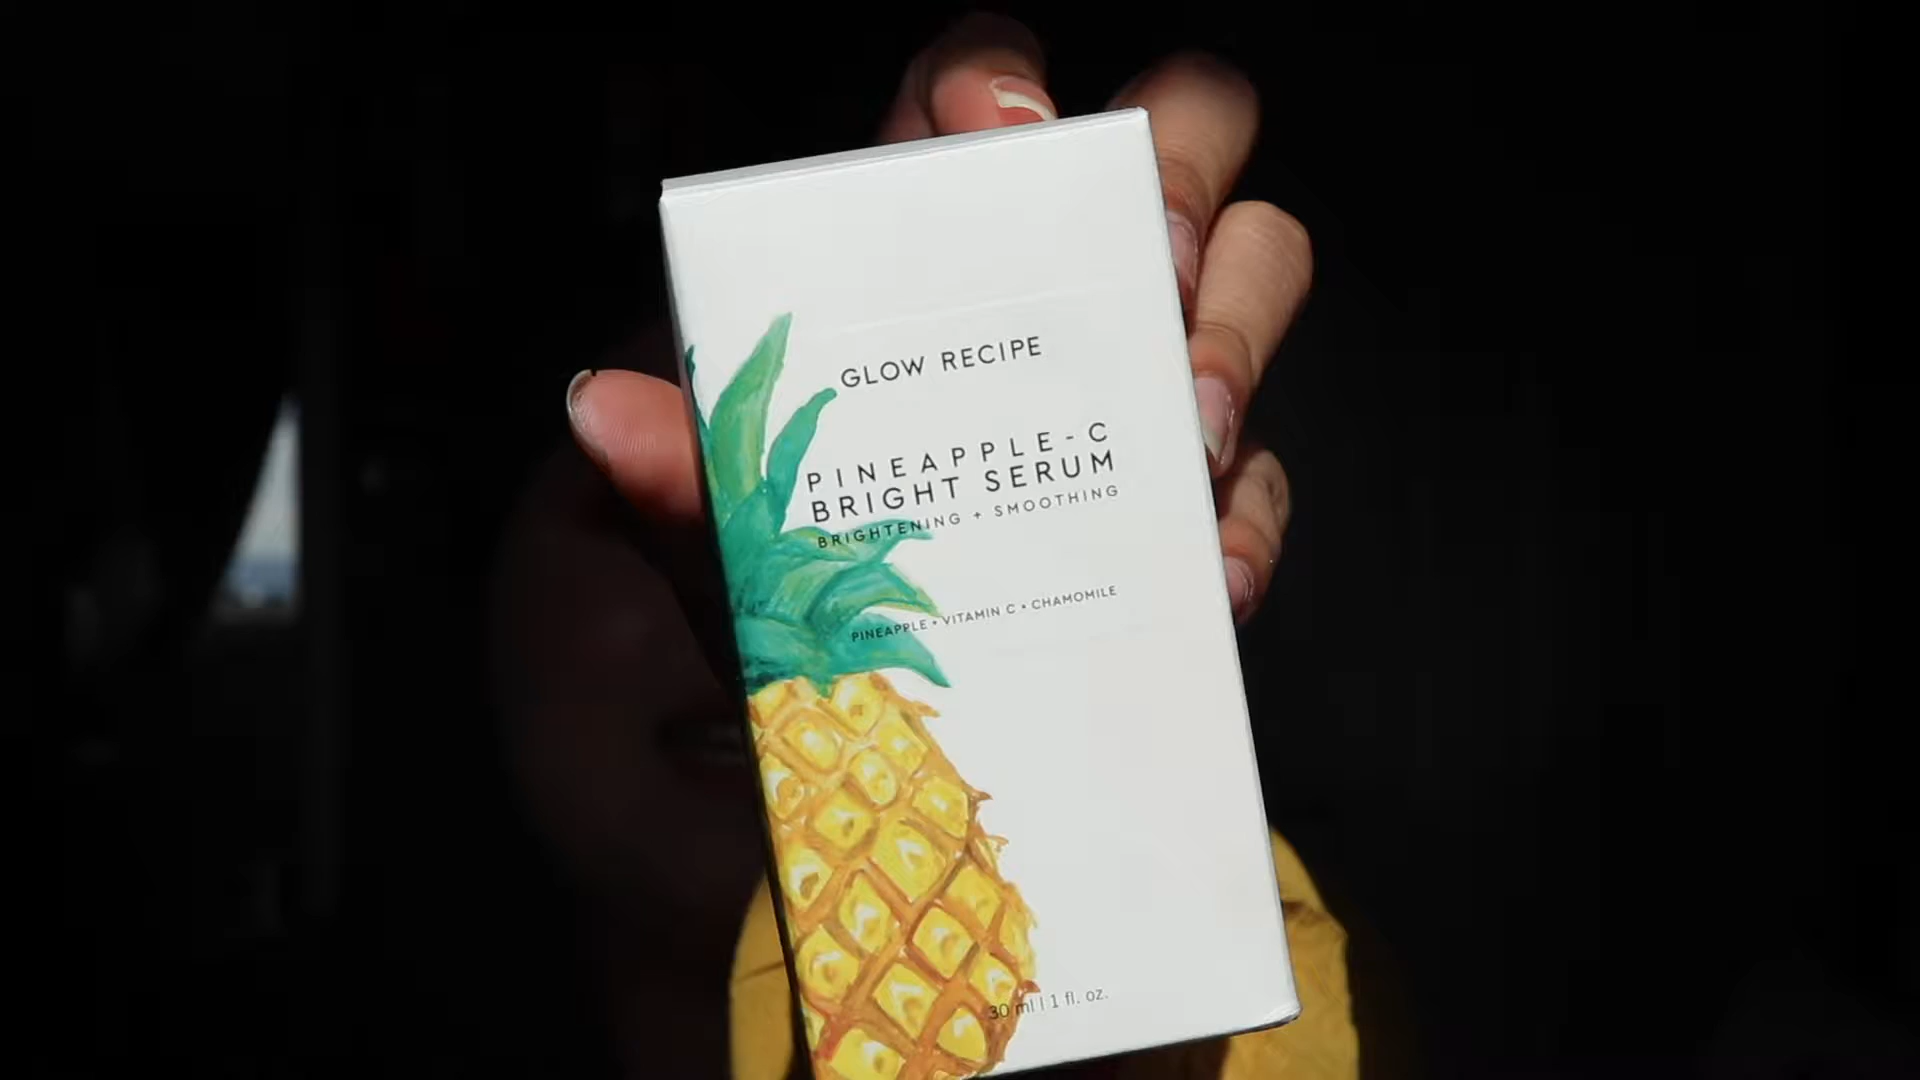 GLOW RECIPE
PINEAPPLE-C
BRIGHT SERUM
BRIGHTENING + SMOOTHING
PINEAPPLE • VITAMIN C • CHAMOMILE
30 ml | 1 fl. oz.